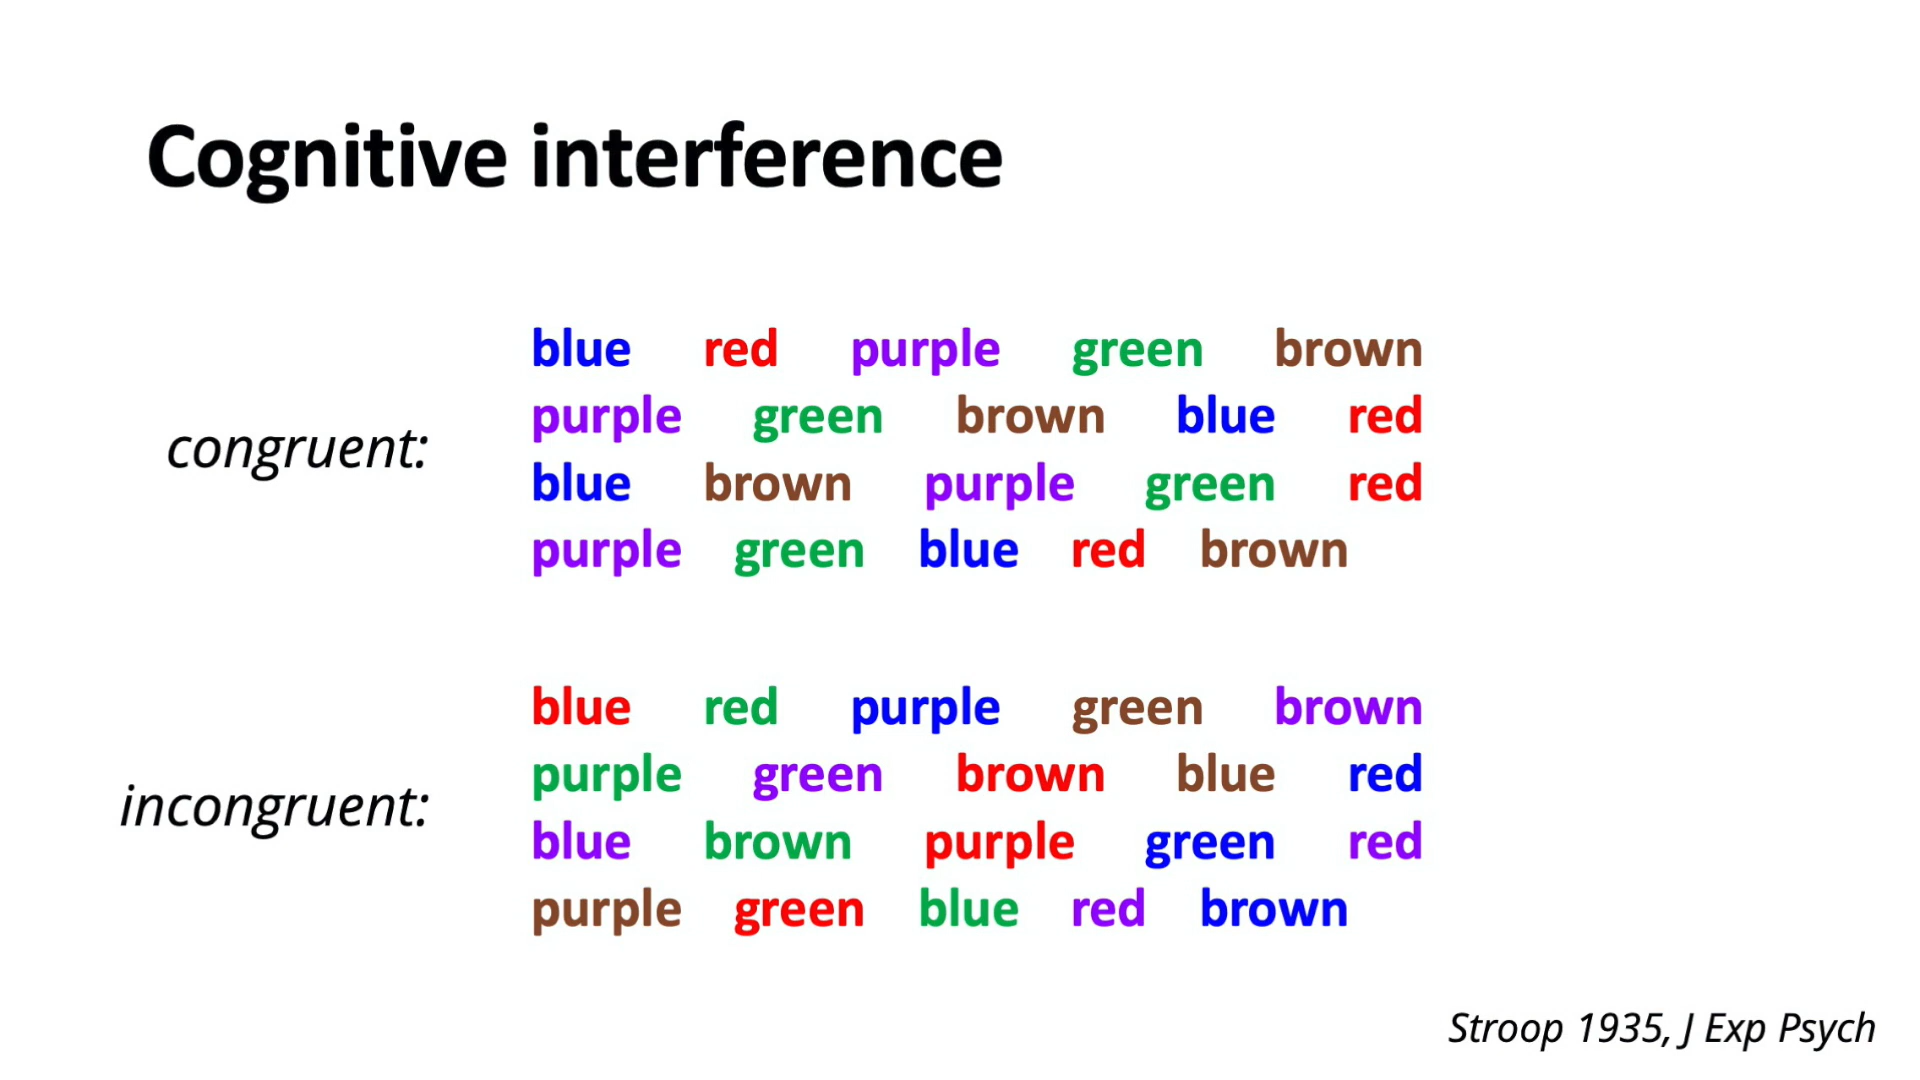 Cognitive interference
congruent:
blue red purple green brown
purple green brown blue red
blue brown purple green red
purple green blue red brown
incongruent:
blue red purple green brown
purple green brown blue red
blue brown purple green red
purple green blue red brown
Stroop 1935, J Exp Psych